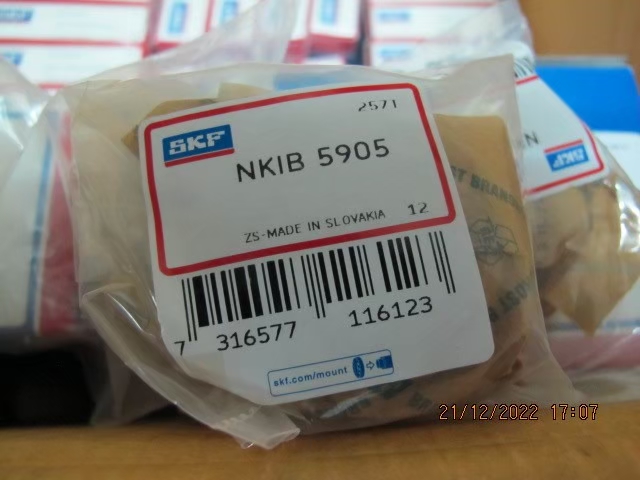 257T
SKF
NKIB 5905
ZS-MADE IN SLOVAKIA 12
7 316577 116123
skf.com/mount
21/12/2022 17:07